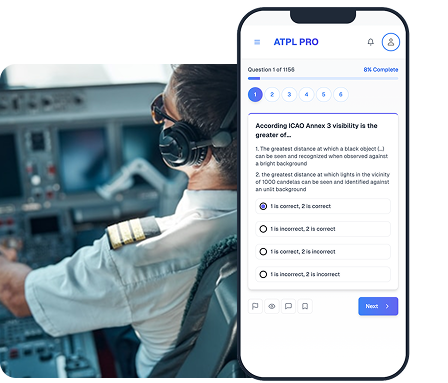 ATPL PRO
Question 1 of 1156 8% Complete
1 2 3 4 5 6
According ICAO Annex 3 visibility is the
greater of...
1. The greatest distance at which a black object (...)
can be seen and recognized when observed against
a bright background
2. the greatest distance at which lights in the vicinity
of 1000 candelas can be seen and identified against
an unlit background
1 is correct, 2 is correct
1 is incorrect, 2 is correct
1 is correct, 2 is incorrect
1 is incorrect, 2 is incorrect
Next